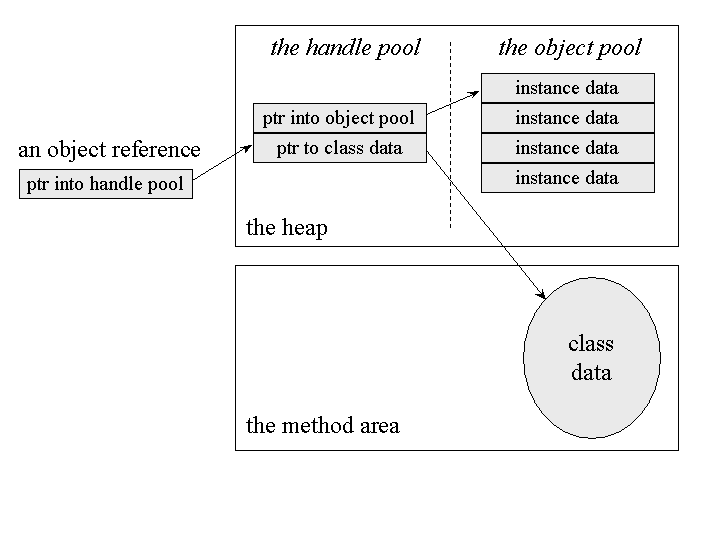 the handle pool
the object pool
instance data
ptr into object pool
instance data
an object reference
ptr to class data
instance data
ptr into handle pool
instance data
the heap
class
data
the method area